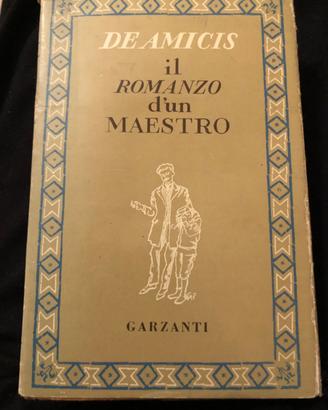 DE AMICIS
il
ROMANZO
d'un
MAESTRO
GARZANTI